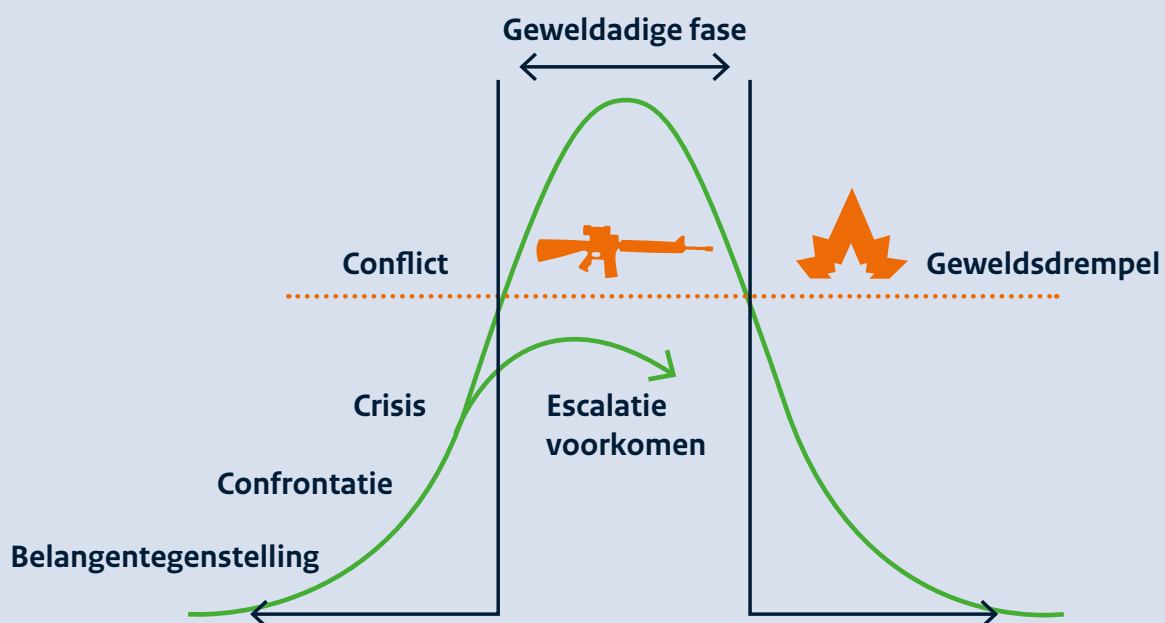 Geweldadige fase
Conflict
Geweldsdrempel
Crisis
Escalatie
voorkomen
Confrontatie
Belangentegenstelling